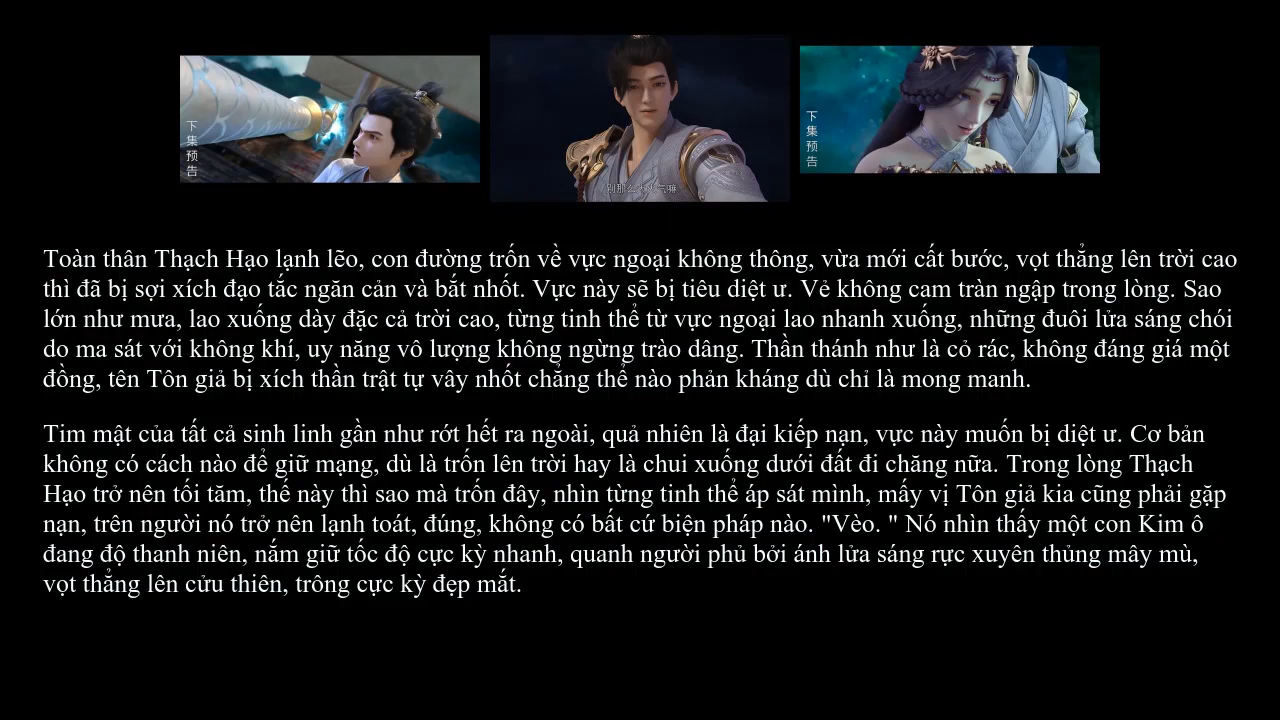 下集预告
别那么
气嘛
下集预告
Toàn thân Thạch Hạo lạnh lẽo, con đường trốn về vực ngoại không thông, vừa mới cất bước, vọt thẳng lên trời cao
thì đã bị sợi xích đạo tắc ngăn cản và bắt nhốt. Vực này sẽ bị tiêu diệt ư. Vẻ không cam tràn ngập trong lòng. Sao
lớn như mưa, lao xuống dày đặc cả trời cao, từng tinh thể từ vực ngoại lao nhanh xuống, những đuôi lửa sáng chói
do ma sát với không khí, uy năng vô lượng không ngừng trào dâng. Thần thánh như là cỏ rác, không đáng giá một
đồng, tên Tôn giả bị xích thần trật tự vây nhốt chẳng thể nào phản kháng dù chỉ là mong manh.
Tim mật của tất cả sinh linh gần như rớt hết ra ngoài, quả nhiên là đại kiếp nạn, vực này muốn bị diệt ư. Cơ bản
không có cách nào để giữ mạng, dù là trốn lên trời hay là chui xuống dưới đất đi chăng nữa. Trong lòng Thạch
Hạo trở nên tối tăm, thế này thì sao mà trốn đây, nhìn từng tinh thể áp sát mình, mấy vị Tôn giả kia cũng phải gặp
nạn, trên người nó trở nên lạnh toát, đúng, không có bất cứ biện pháp nào. "Vèo. " Nó nhìn thấy một con Kim ô
đang độ thanh niên, nắm giữ tốc độ cực kỳ nhanh, quanh người phủ bởi ánh lửa sáng rực xuyên thủng mây mù,
vọt thẳng lên cửu thiên, trông cực kỳ đẹp mắt.